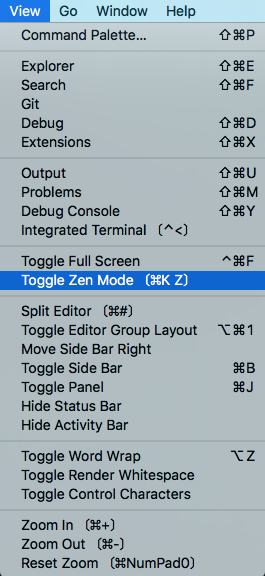 View Go Window Help
Command Palette... ⇧⌘P
Explorer ⇧⌘E
Search ⇧⌘F
Git
Debug ⇧⌘D
Extensions ⇧⌘X
Output ⇧⌘U
Problems ⇧⌘M
Debug Console ⇧⌘Y
Integrated Terminal (^<)
Toggle Full Screen ^⌘F
Toggle Zen Mode (⌘K Z)
Split Editor (⌘#)
Toggle Editor Group Layout ⌥⌘1
Move Side Bar Right
Toggle Side Bar ⌘B
Toggle Panel ⌘J
Hide Status Bar
Hide Activity Bar
Toggle Word Wrap ⌥Z
Toggle Render Whitespace
Toggle Control Characters
Zoom In (⌘+)
Zoom Out (⌘-)
Reset Zoom (⌘NumPad0)